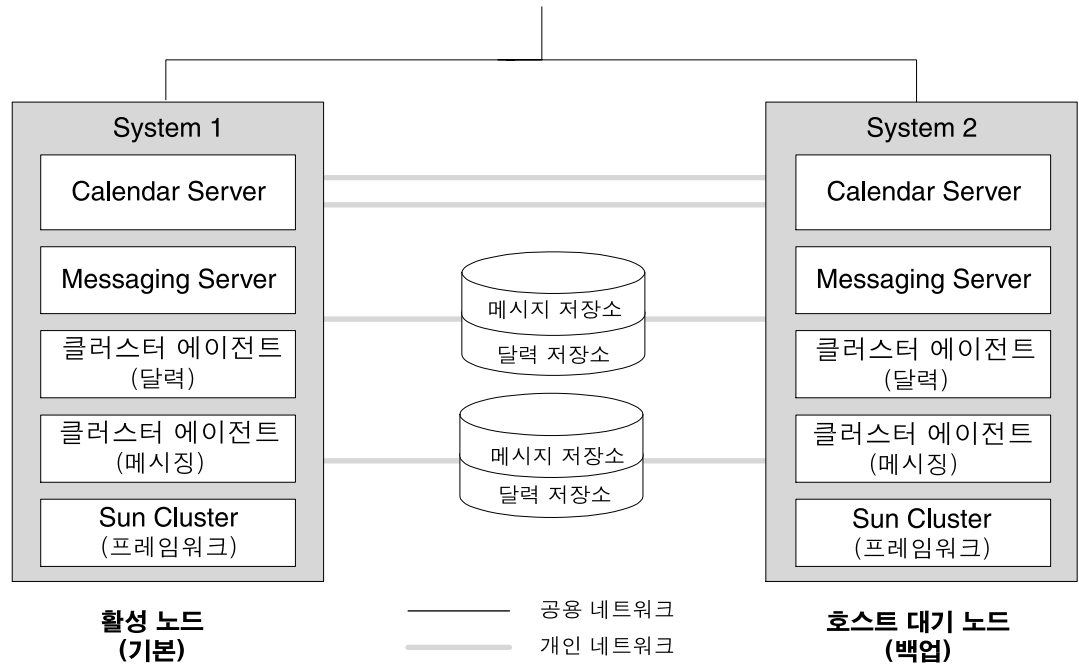 System 1
Calendar Server
Messaging Server
클러스터 에이전트
(달력)
클러스터 에이전트
(메시징)
Sun Cluster
(프레임워크)
활성 노드
(기본)
메시지 저장소
달력 저장소
메시지 저장소
달력 저장소
공용 네트워크
개인 네트워크
System 2
Calendar Server
Messaging Server
클러스터 에이전트
(달력)
클러스터 에이전트
(메시징)
Sun Cluster
(프레임워크)
호스트 대기 노드
(백업)